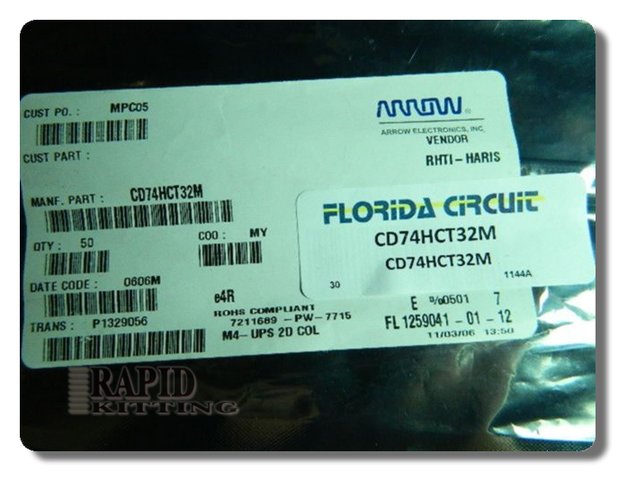 CUST PO. : MPC05
ARROW ®
ARROW ELECTRONICS, INC.
VENDOR
CUST PART :
RHTI-HARIS
MANF. PART : CD74HCT32M
FLORIDA CIRCUIT
CD74HCT32M
CD74HCT32M
30 1144A
QTY : 50 COO : MY
DATE CODE : 0606M
e4R
ROHS COMPLIANT
E %0501 7
TRANS : P1329056
7211689 -PW-7715
FL 1259041 -01 -12
M4- UPS 2D COL
11/03/06 13:50
RAPID
KITTING